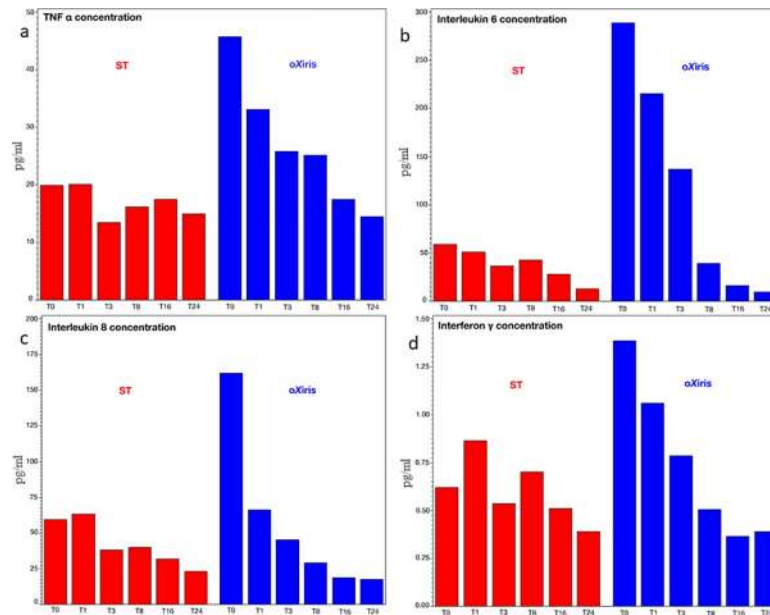 a
TNF α concentration
50
40
30
20
10
0
pg/ml
ST
oXiris
T0 T1 T3 T8 T16 T24 T0 T1 T3 T8 T16 T24
b
Interleukin 6 concentration
300
250
200
150
100
50
0
pg/ml
ST
oXiris
T0 T1 T3 T8 T16 T24 T0 T1 T3 T8 T16 T24
c
Interleukin 8 concentration
200
175
150
125
100
75
50
25
0
pg/ml
ST
oXiris
T0 T1 T3 T8 T16 T24 T0 T1 T3 T8 T16 T24
d
Interferon γ concentration
1.50
1.25
1.00
0.75
0.50
0.25
0.00
pg/ml
ST
oXiris
T0 T1 T3 T8 T16 T24 T0 T1 T3 T8 T16